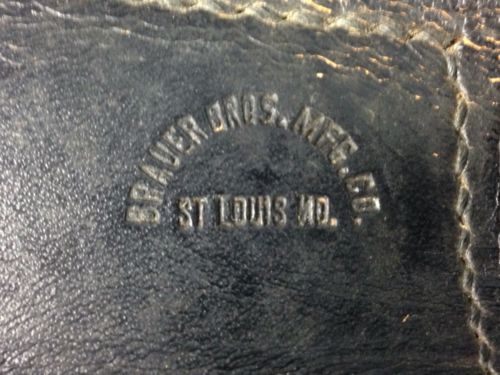 BRAUER BROS. MFG. CO.
ST LOUIS MO.